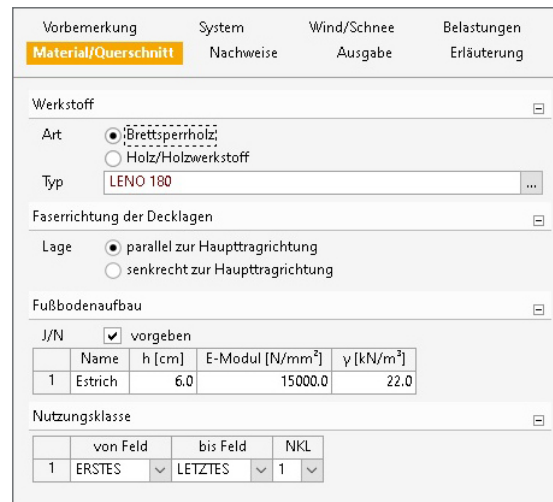 Vorbemerkung System Wind/Schnee Belastungen
Material/Querschnitt Nachweise Ausgabe Erläuterung
Werkstoff
Art Brettsperrholz
Holz/Holzwerkstoff
Typ LENO 180 ...
Faserrichtung der Decklagen
Lage parallel zur Haupttragrichtung
senkrecht zur Haupttragrichtung
Fußbodenaufbau
J/N vorgeben
Name h [cm] E-Modul [N/mm²] γ [kN/m³]
1 Estrich 6.0 15000.0 22.0
Nutzungsklasse
von Feld bis Feld NKL
1 ERSTES LETZTES 1